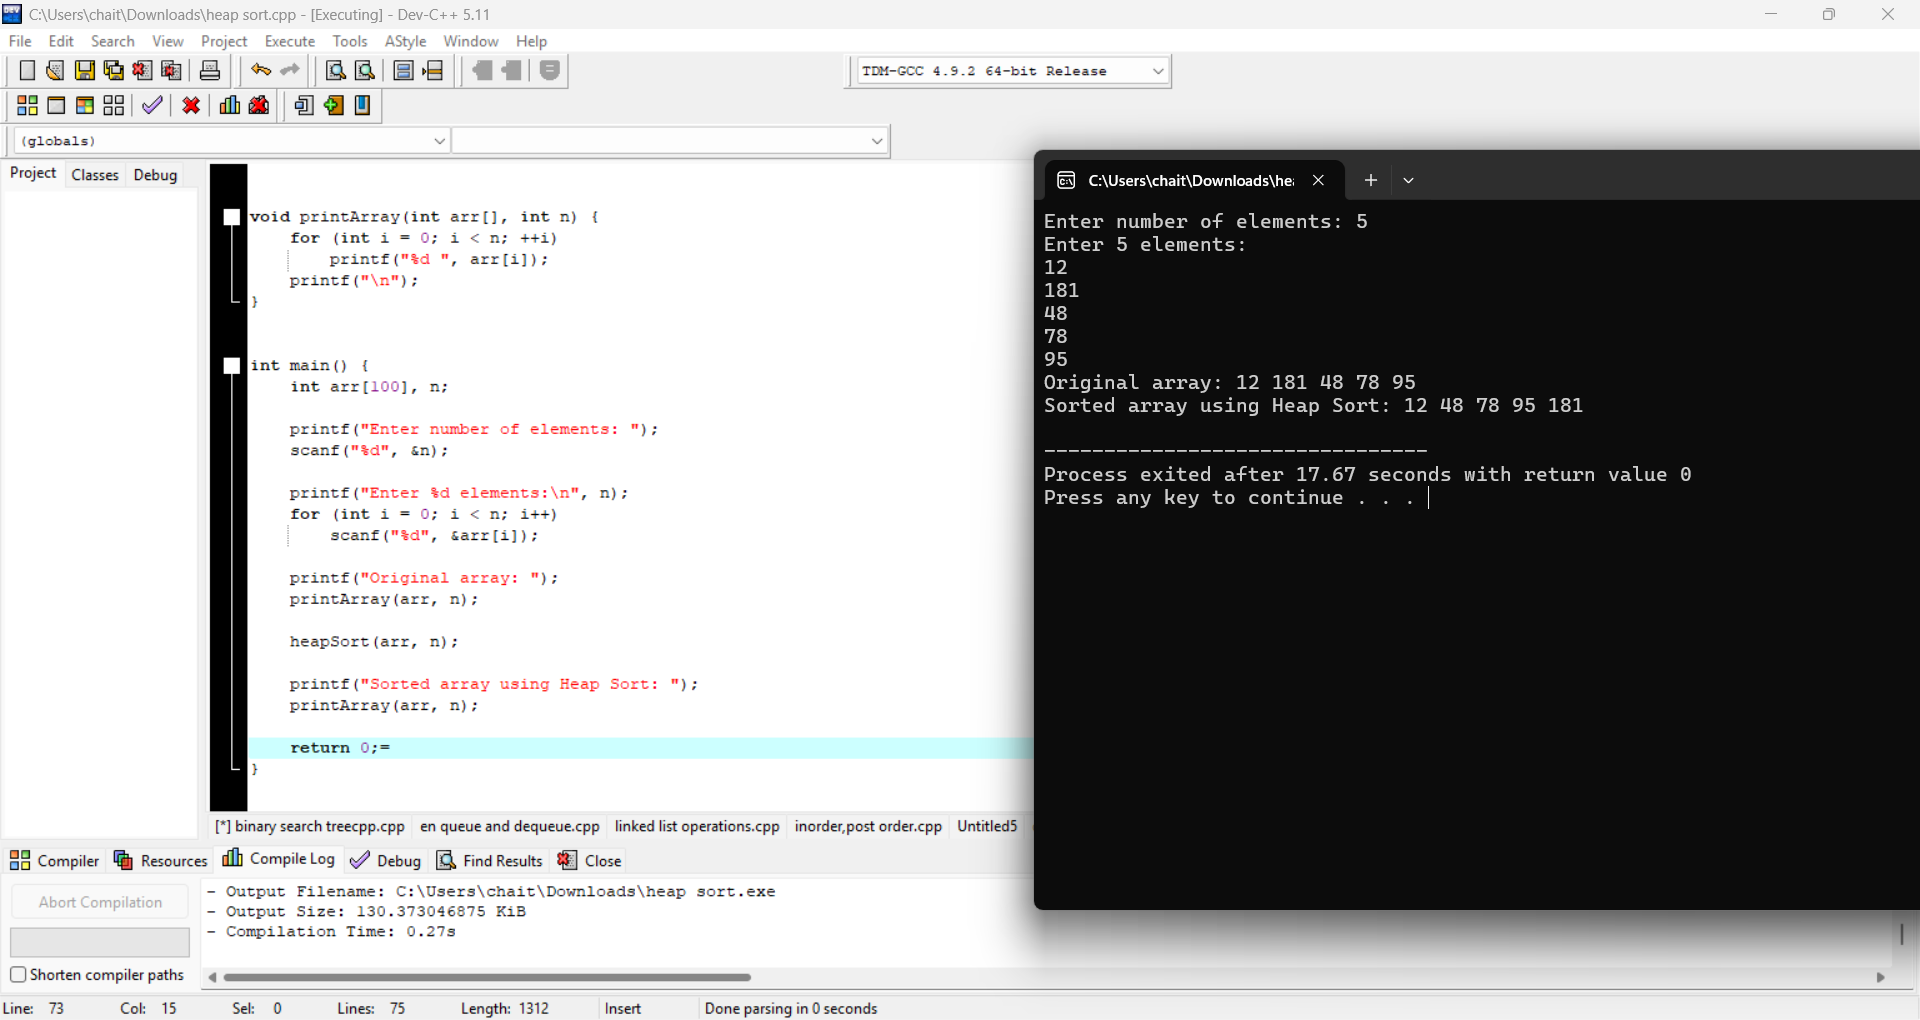 C:\Users\chait\Downloads\heap sort.cpp - [Executing] - Dev-C++ 5.11
File Edit Search View Project Execute Tools AStyle Window Help
TDM-GCC 4.9.2 64-bit Release
(globals)
Project Classes Debug
void printArray(int arr[], int n) {
for (int i = 0; i < n; ++i)
printf("%d ", arr[i]);
printf("\n");
}
int main() {
int arr[100], n;
printf("Enter number of elements: ");
scanf("%d", &n);
printf("Enter %d elements:\n", n);
for (int i = 0; i < n; i++)
scanf("%d", &arr[i]);
printf("Original array: ");
printArray(arr, n);
heapSort(arr, n);
printf("Sorted array using Heap Sort: ");
printArray(arr, n);
return 0;=
}
C:\Users\chait\Downloads\hea
Enter number of elements: 5
Enter 5 elements:
12
181
48
78
95
Original array: 12 181 48 78 95
Sorted array using Heap Sort: 12 48 78 95 181
--------------------------------
Process exited after 17.67 seconds with return value 0
Press any key to continue . . .
[*] binary search treecpp.cpp en queue and dequeue.cpp linked list operations.cpp inorder,post order.cpp Untitled5
Compiler Resources Compile Log Debug Find Results Close
Abort Compilation
Shorten compiler paths
- Output Filename: C:\Users\chait\Downloads\heap sort.exe
- Output Size: 130.373046875 KiB
- Compilation Time: 0.27s
Line: 73 Col: 15 Sel: 0 Lines: 75 Length: 1312 Insert Done parsing in 0 seconds